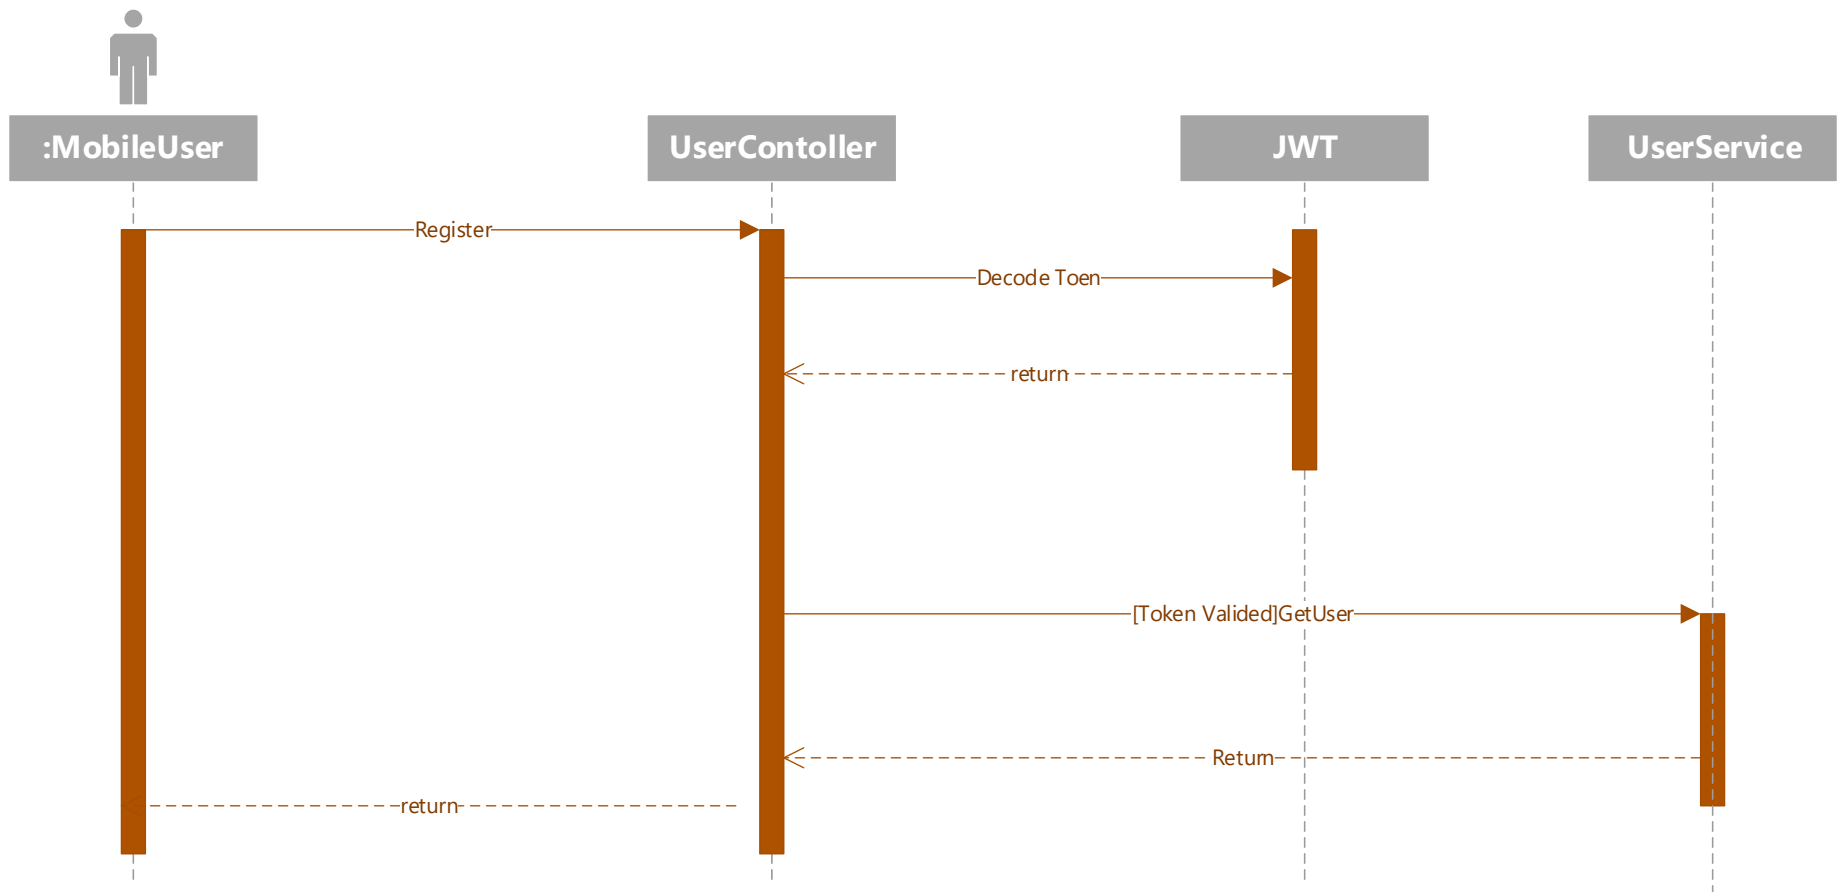 :MobileUser
UserContoller
JWT
UserService
Register
Decode Toen
return
[Token Valided]GetUser
Return
return